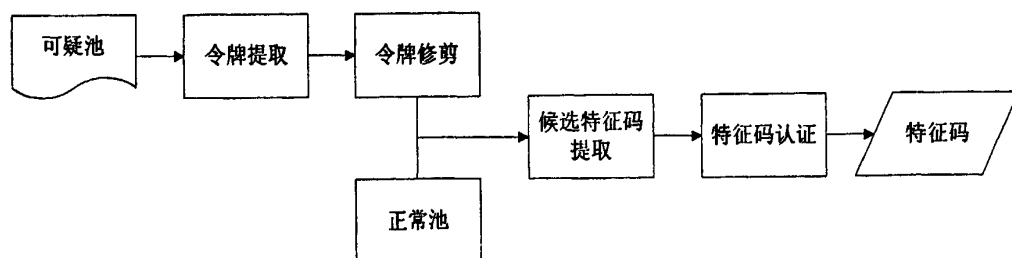 可疑池
令牌提取
令牌修剪
候选特征码
提取
特征码认证
特征码
正常池